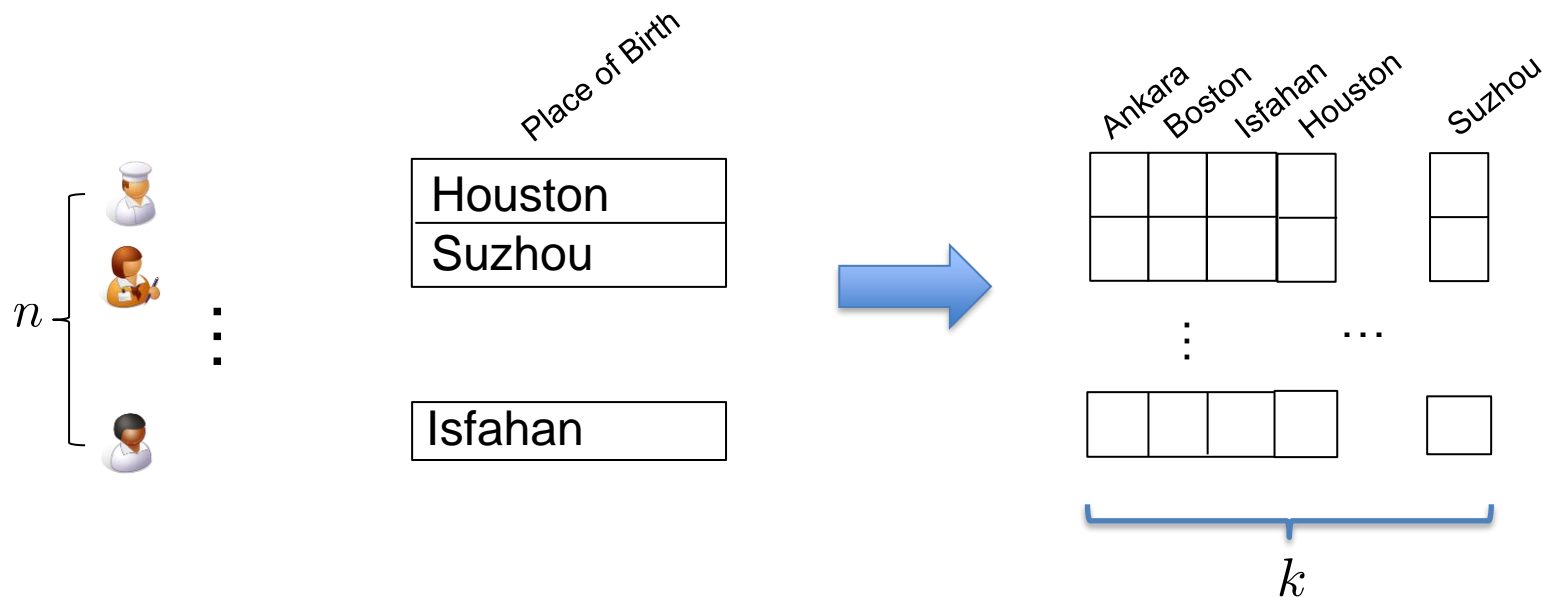 Place of Birth
Ankara
Boston
Isfahan
Houston
Suzhou
Houston
Suzhou
n
⋮
⋮
...
Isfahan
k